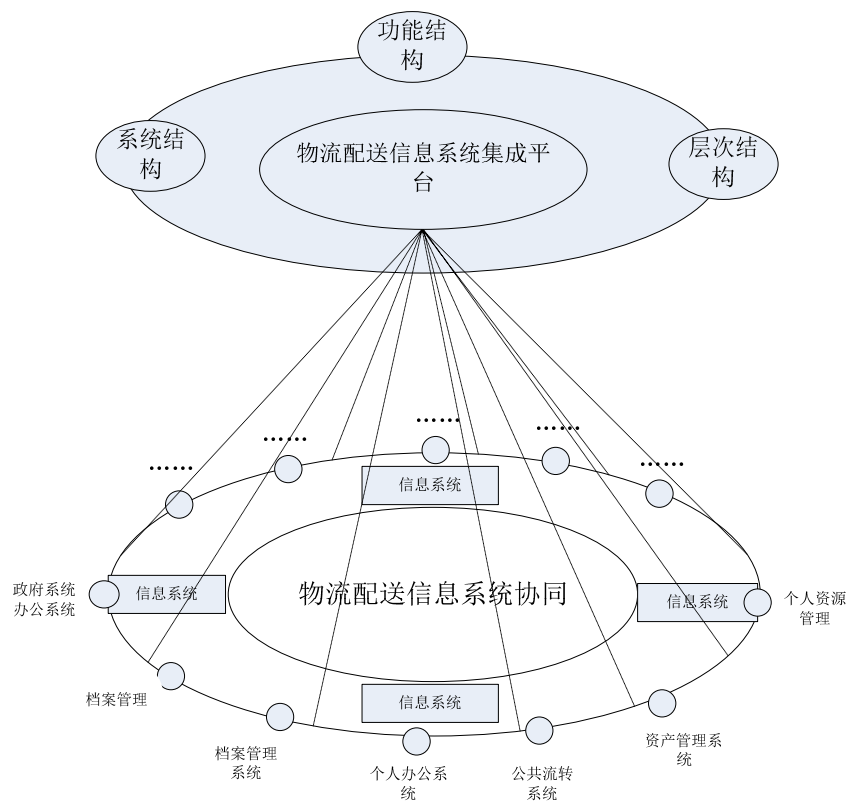 功能结
构
系统结
构
层次结
构
物流配送信息系统集成平
台
……
……
……
……
……
信息系统
政府系统
办公系统
信息系统
物流配送信息系统协同
信息系统
个人资源
管理
档案管理
信息系统
档案管理
系统
个人办公系
统
公共流转
系统
资产管理系
统